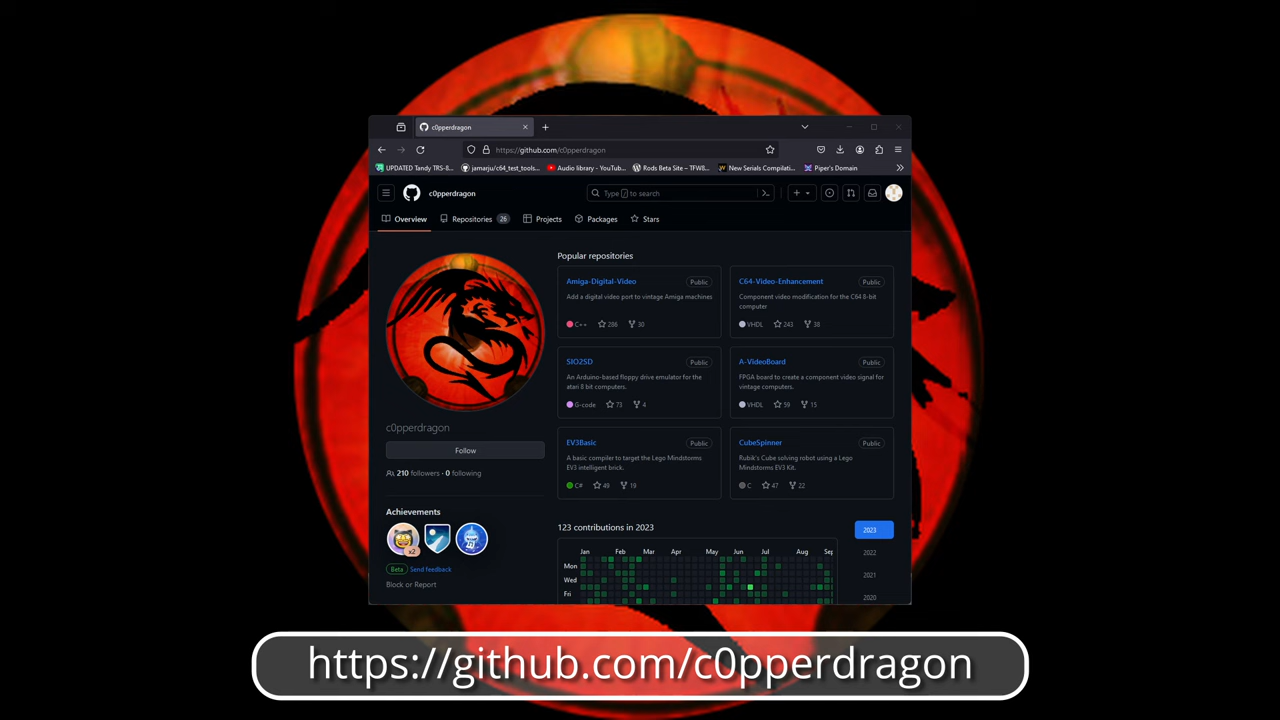 c0pperdragon
https://github.com/c0pperdragon
UPDATED Tandy TRS-8...
jamarju/c64_test_tools...
Audio library - YouTub...
Rods Beta Site – TFW8...
New Serials Compilati...
Piper's Domain
c0pperdragon
Type / to search
Overview
Repositories 26
Projects
Packages
Stars
Popular repositories
Amiga-Digital-Video Public
Add a digital video port to vintage Amiga machines
C++ 286 30
C64-Video-Enhancement Public
Component video modification for the C64 8-bit
computer
VHDL 243 38
SIO2SD Public
An Arduino-based floppy drive emulator for the
atari 8 bit computers.
G-code 73 4
A-VideoBoard Public
FPGA board to create a component video signal for
vintage computers.
VHDL 59 15
EV3Basic Public
A basic compiler to target the Lego Mindstorms
EV3 intelligent brick.
C# 49 19
CubeSpinner Public
Rubik's Cube solving robot using a Lego
Mindstorms EV3 Kit.
C 47 22
c0pperdragon
Follow
210 followers · 0 following
Achievements
x2
Beta Send feedback
Block or Report
123 contributions in 2023
Jan Feb Mar Apr May Jun Jul Aug Sep
Mon
Wed
Fri
2023
2022
2021
2020
https://github.com/c0pperdragon